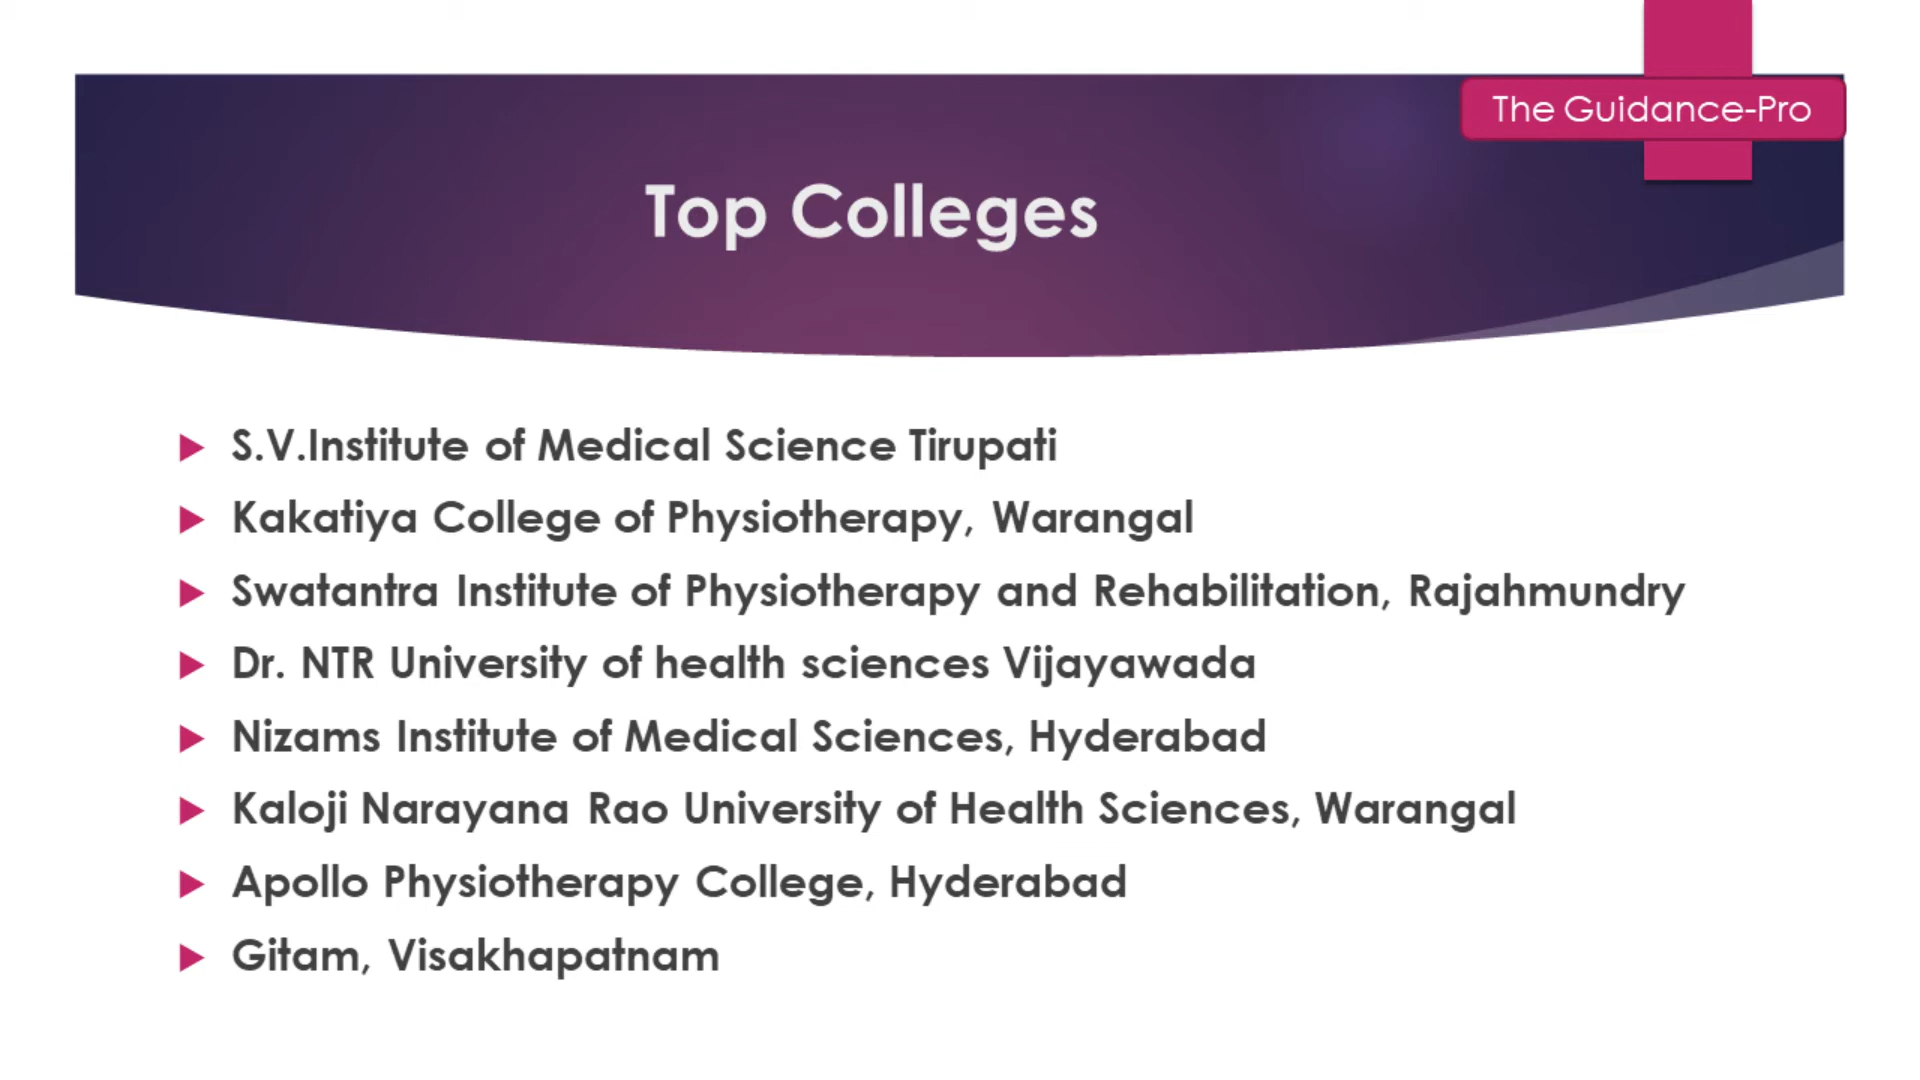 The Guidance-Pro
Top Colleges
S.V.Institute of Medical Science Tirupati
Kakatiya College of Physiotherapy, Warangal
Swatantra Institute of Physiotherapy and Rehabilitation, Rajahmundry
Dr. NTR University of health sciences Vijayawada
Nizams Institute of Medical Sciences, Hyderabad
Kaloji Narayana Rao University of Health Sciences, Warangal
Apollo Physiotherapy College, Hyderabad
Gitam, Visakhapatnam